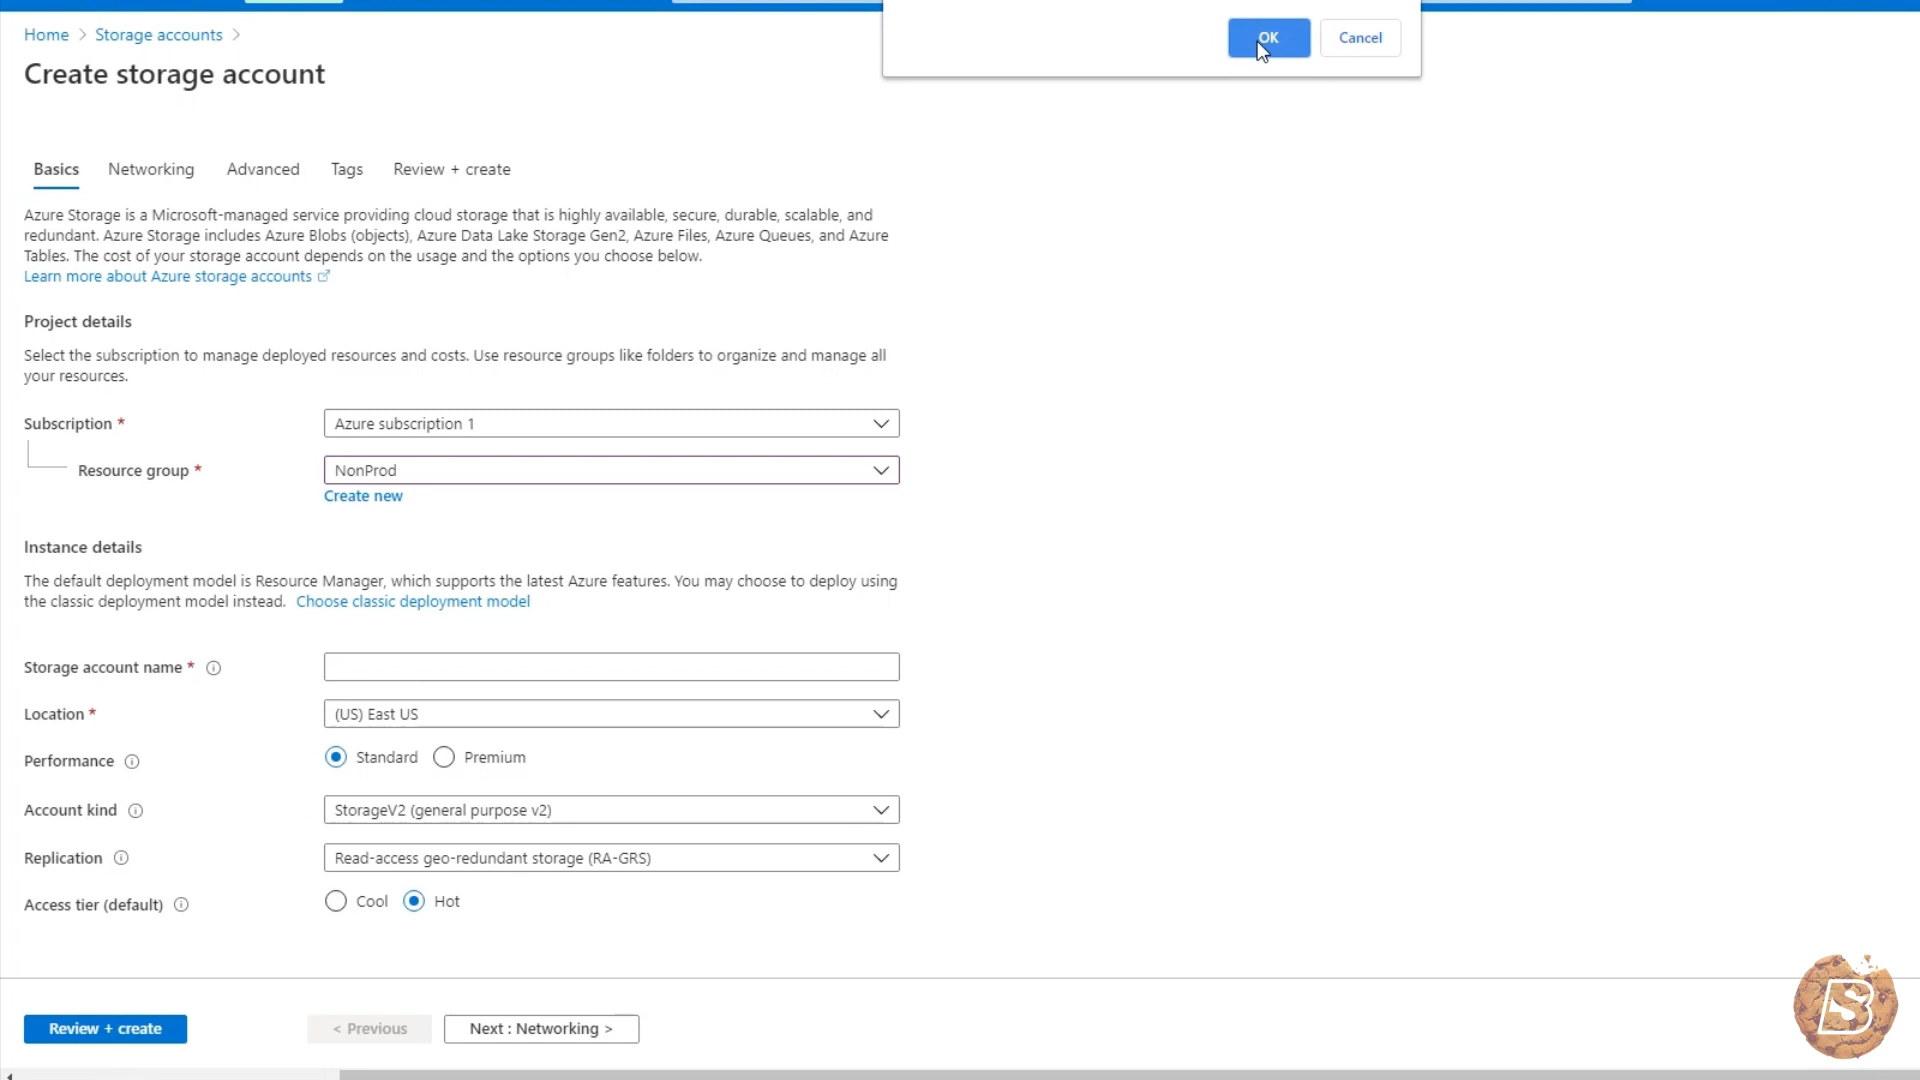 Home > Storage accounts >
OK
Cancel
Create storage account
Basics
Networking
Advanced
Tags
Review + create
Azure Storage is a Microsoft-managed service providing cloud storage that is highly available, secure, durable, scalable, and
redundant. Azure Storage includes Azure Blobs (objects), Azure Data Lake Storage Gen2, Azure Files, Azure Queues, and Azure
Tables. The cost of your storage account depends on the usage and the options you choose below.
Learn more about Azure storage accounts
Project details
Select the subscription to manage deployed resources and costs. Use resource groups like folders to organize and manage all
your resources.
Subscription *
Azure subscription 1
Resource group *
NonProd
Create new
Instance details
The default deployment model is Resource Manager, which supports the latest Azure features. You may choose to deploy using
the classic deployment model instead. Choose classic deployment model
Storage account name *
Location *
(US) East US
Performance
Standard
Premium
Account kind
StorageV2 (general purpose v2)
Replication
Read-access geo-redundant storage (RA-GRS)
Access tier (default)
Cool
Hot
Review + create
< Previous
Next : Networking >
BS